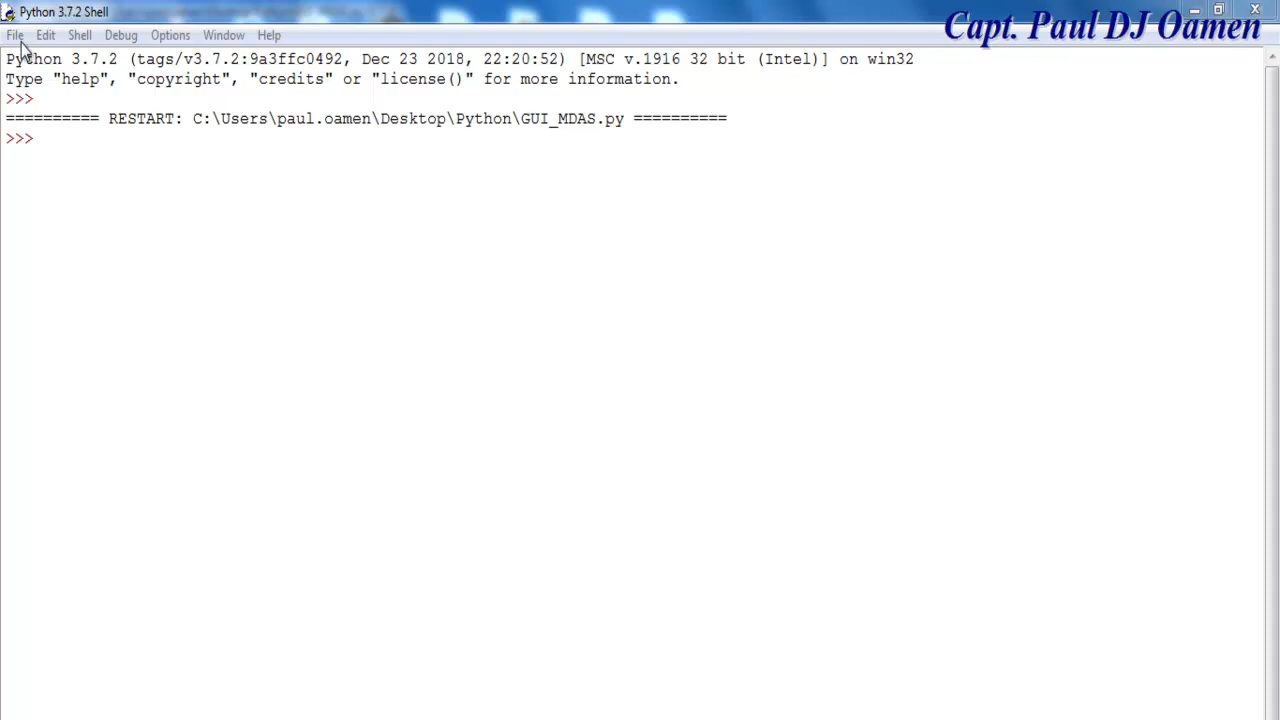 Python 3.7.2 Shell
Capt. Paul DJ Oamen
File Edit Shell Debug Options Window Help
Python 3.7.2 (tags/v3.7.2:9a3ffc0492, Dec 23 2018, 22:20:52) [MSC v.1916 32 bit (Intel)] on win32
Type "help", "copyright", "credits" or "license()" for more information.
>>>
========== RESTART: C:\Users\paul.oamen\Desktop\Python\GUI_MDAS.py ==========
>>>